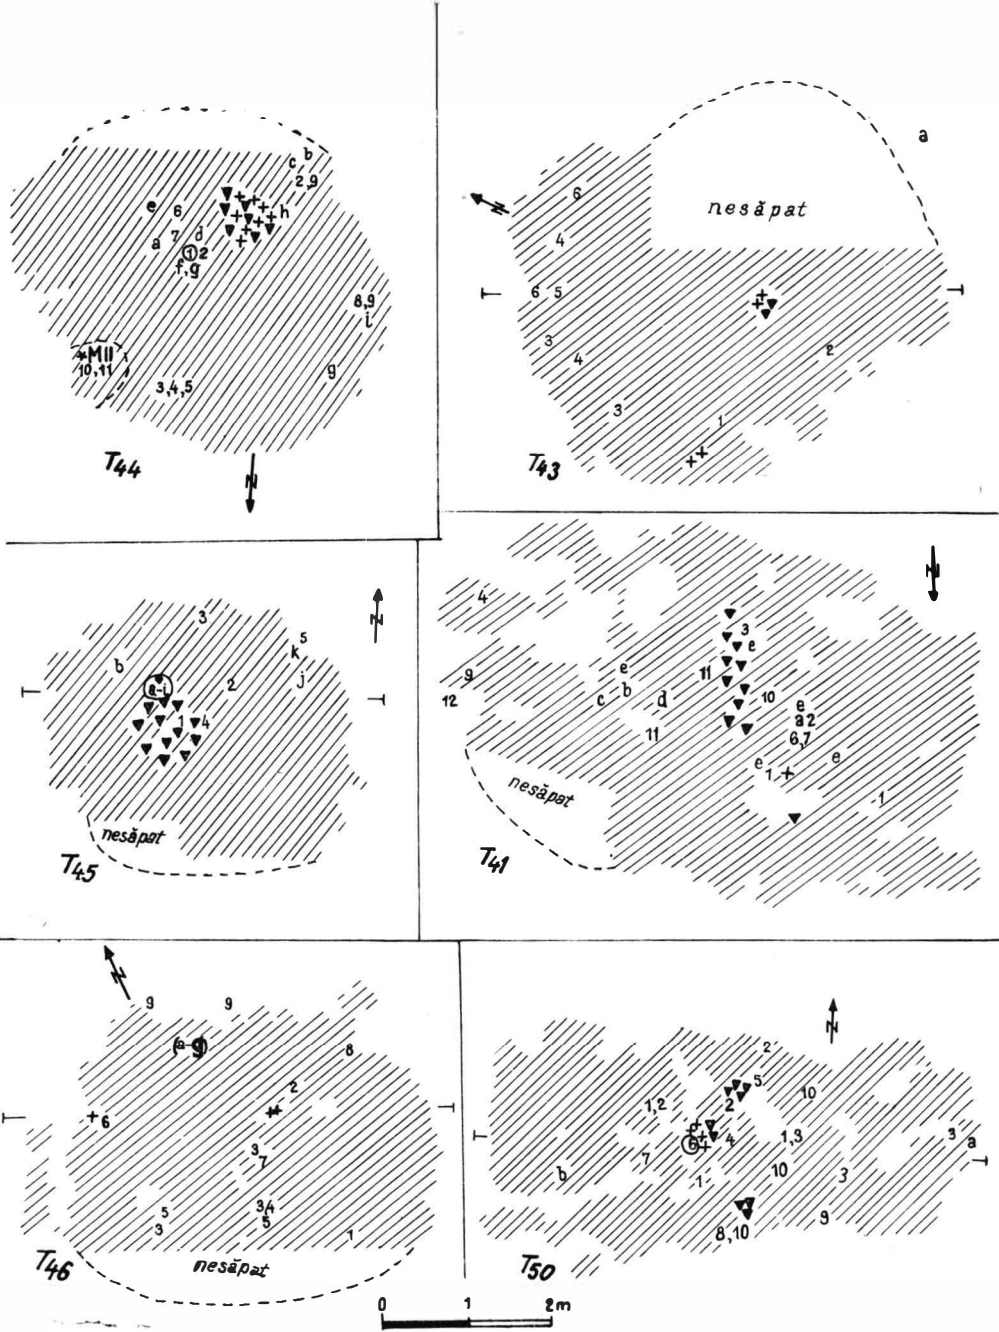 b
c
2,9
e
6
h
7
d
a
1
2
f,g
8,9
i
MII
10,11
3,4,5
g
T44
N
a
6
N
nesăpat
4
6 5
3
2
4
3
1
T43
3
5
k
N
b
a-i
2
j
1 4
nesăpat
T45
N
4
3
e
9
e
11
12
c
b
d
10
e
a2
11
6,7
e
e
1
nesăpat
1
T41
N
9
9
a-g
8
2
6
3
7
5
3,4
3
5
1
T46
nesăpat
N
2
5
10
1,2
2
3
6
4
1,3
a
7
b
10
1
3
9
8,10
T50
0 1 2m